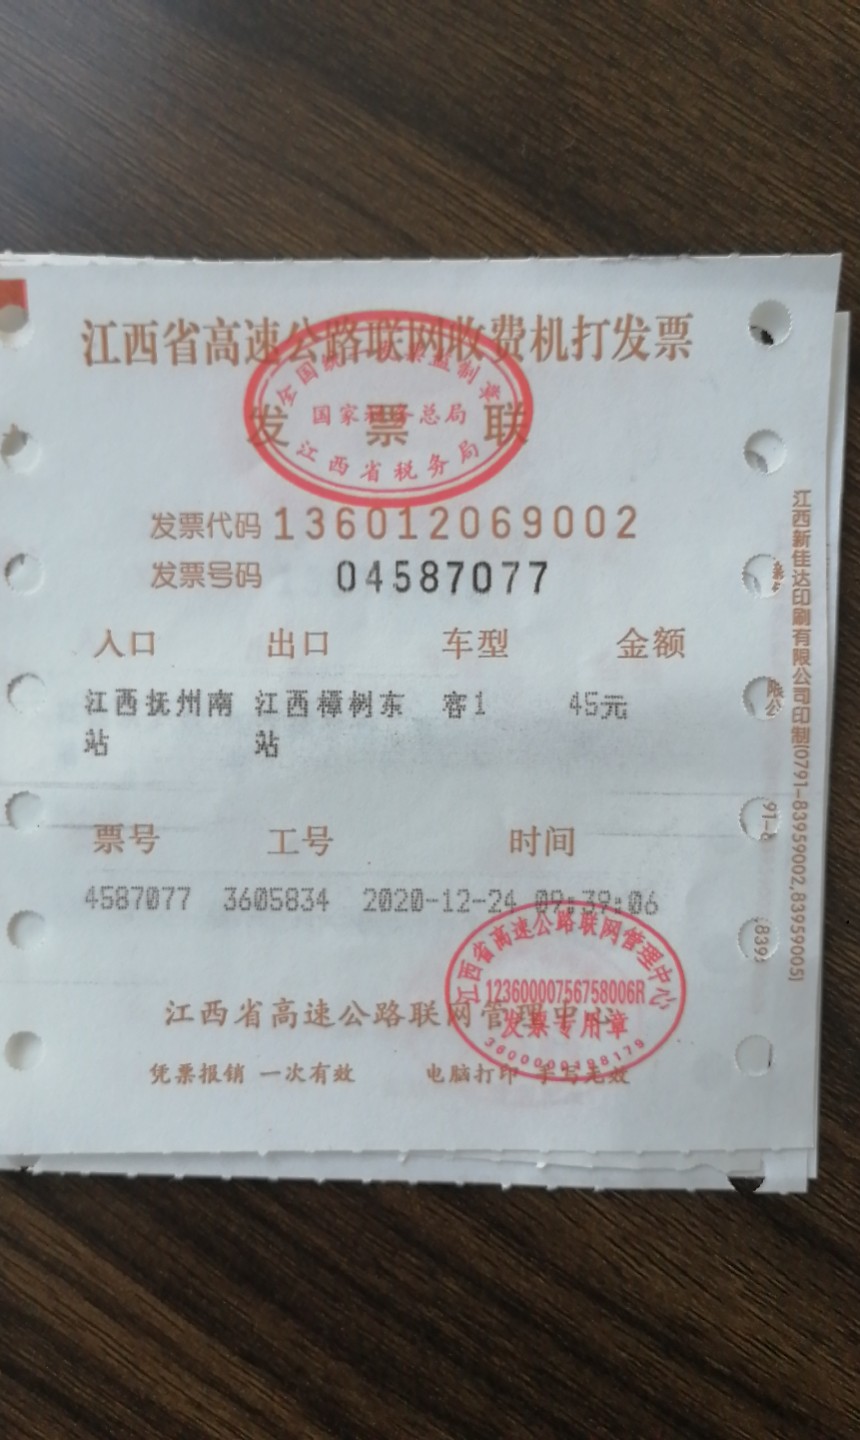 江西省高速公路联网收费机打发票
全国统一发票监制章
国家税务总局
江西省税务局
发票联
发票代码 136012069002
发票号码 04587077
入口 出口 车型 金额
江西抚州南 江西樟树东 客1 45元
站 站
票号 工号 时间
4587077 3605834 2020-12-24 09:39:06
江西省高速公路联网管理中心
12360000756758006R
发票专用章
江西省高速公路联网管理中心
凭票报销 一次有效 电脑打印 手写无效
江西新佳达印刷有限公司印制(0791-83959002,83959005)
限公
91-8
,839